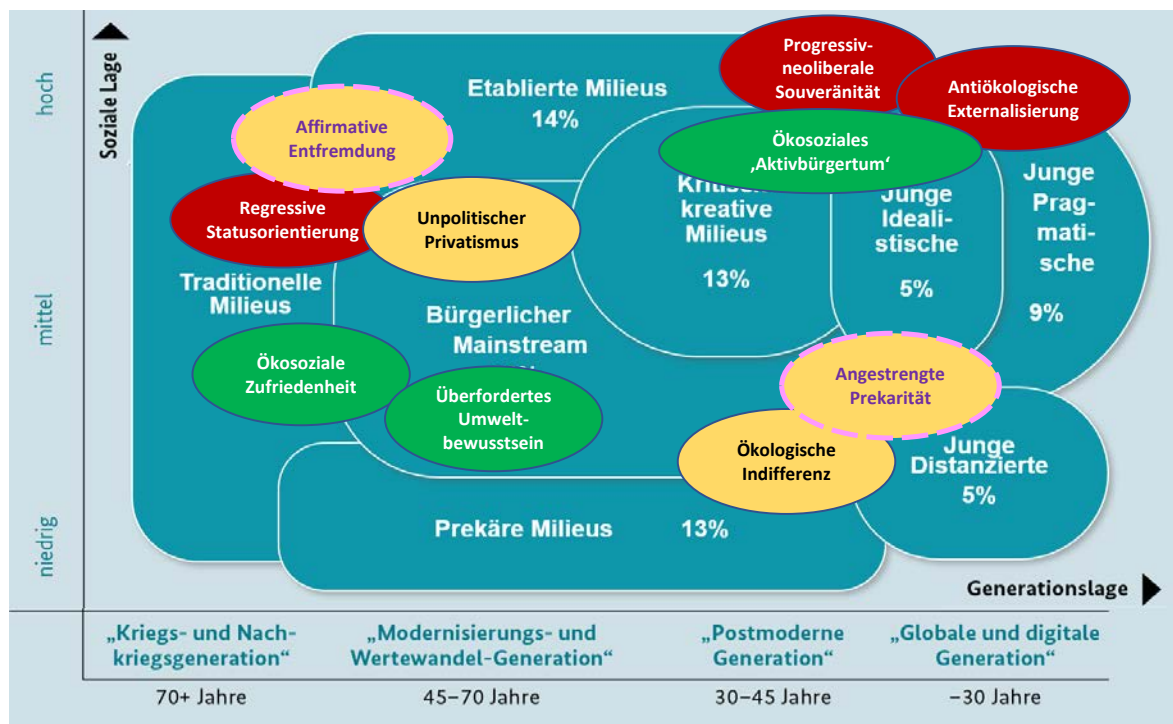 Soziale Lage
hoch
mittel
niedrig
Etablierte Milieus
14%
Progressiv-
neoliberale
Souveränität
Antiökologische
Externalisierung
Affirmative
Entfremdung
Ökosoziales
‚Aktivbürgertum‘
Regressive
Statusorientierung
Unpolitischer
Privatismus
kreative
Milieus
13%
Junge
Ideali-
stische
5%
Junge
Prag-
mati-
sche
9%
Traditionelle
Milieus
Bürgerlicher
Mainstream
Ökosoziale
Zufriedenheit
Überfordertes
Umwelt-
bewusstsein
Angestrengte
Prekarität
Ökologische
Indifferenz
Junge
Distanzierte
5%
Prekäre Milieus 13%
Generationslage
„Kriegs- und Nach-
kriegsgeneration“
70+ Jahre
„Modernisierungs- und
Wertewandel-Generation“
45–70 Jahre
„Postmoderne
Generation“
30–45 Jahre
„Globale und digitale
Generation“
–30 Jahre